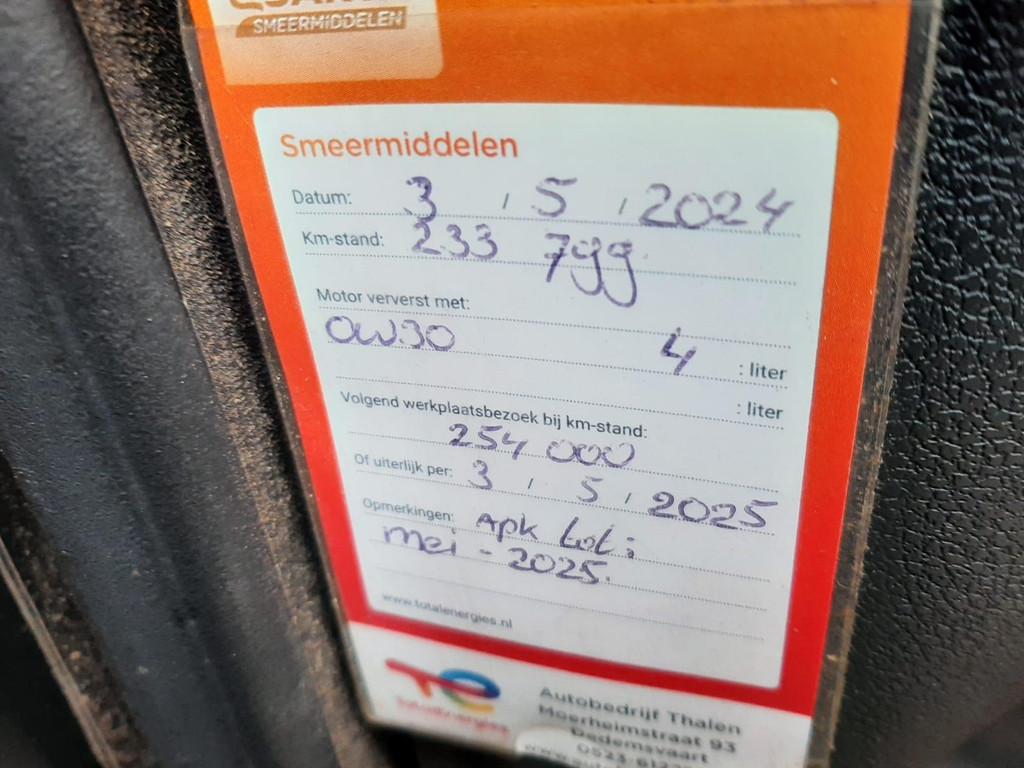 SMEERMIDDELEN
Smeermiddelen
Datum: 3 / 5 / 2024
Km-stand: 233 799
Motor ververst met:
0W30 4 : liter
: liter
Volgend werkplaatsbezoek bij km-stand:
254 000
Of uiterlijk per: 3 / 5 / 2025
Opmerkingen: Apk tot:
mei - 2025.
www.totalenergies.nl
TotalEnergies
Autobedrijf Thalen
Moerheimstraat 93
Dedemsvaart